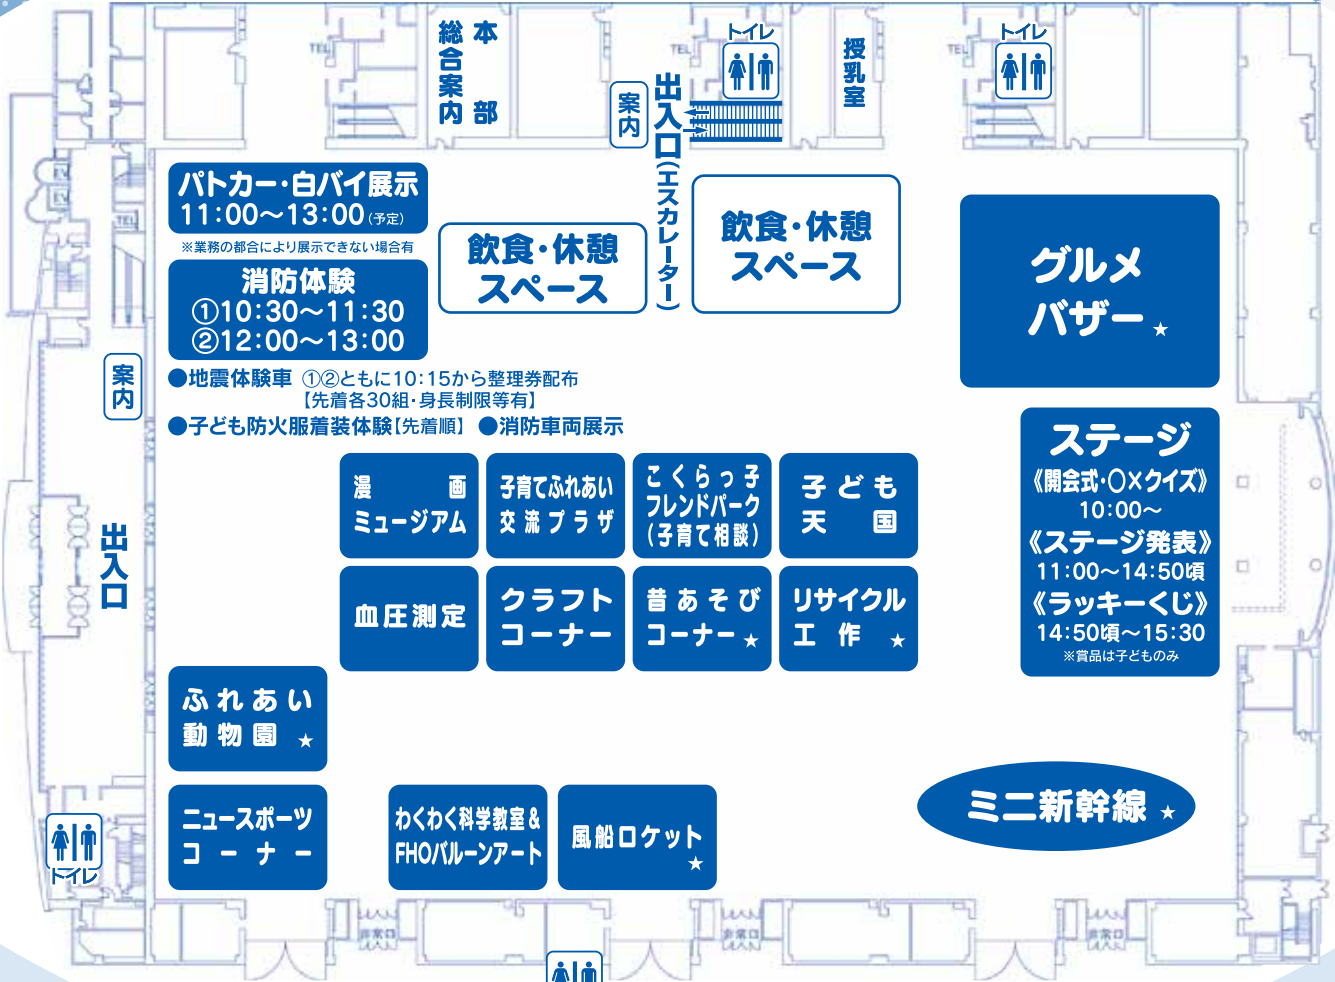 トイレ
トイレ
本部
総合案内
TEL
TEL
TEL
授乳室
案内
出入口(エスカレーター)
パトカー・白バイ展示
11:00〜13:00(予定)
※業務の都合により展示できない場合有
EV
EV
TEL
飲食・休憩
スペース
飲食・休憩
スペース
グルメ
バザー★
消防体験
①10:30〜11:30
②12:00〜13:00
案内
●地震体験車 ①②ともに10:15から整理券配布
【先着各30組・身長制限等有】
●子ども防火服着装体験【先着順】 ●消防車両展示
ステージ
《開会式・〇×クイズ》
10:00〜
《ステージ発表》
11:00〜14:50頃
《ラッキーくじ》
14:50頃〜15:30
※賞品は子どものみ
漫画
ミュージアム
子育てふれあい
交流プラザ
こくらっ子
フレンドパーク
(子育て相談)
子ども
天国
出入口
血圧測定
クラフト
コーナー
昔あそび
コーナー★
リサイクル
工作★
ふれあい
動物園★
ミニ新幹線★
ニュースポーツ
コーナー
わくわく科学教室&
FHOバルーンアート
風船ロケット
★
トイレ
非常口
非常口
非常口